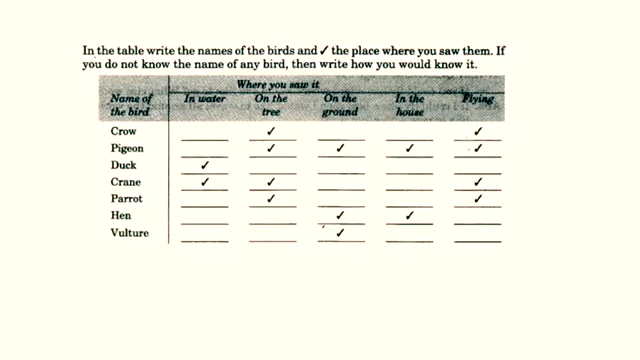 In the table write the names of the birds and ✓ the place where you saw them. If
you do not know the name of any bird, then write how you would know it.
Where you saw it
Name of the bird In water On the tree On the ground In the house Flying
Crow ✓ ✓
Pigeon ✓ ✓ ✓ ✓
Duck ✓
Crane ✓ ✓ ✓
Parrot ✓ ✓
Hen ✓ ✓
Vulture ✓